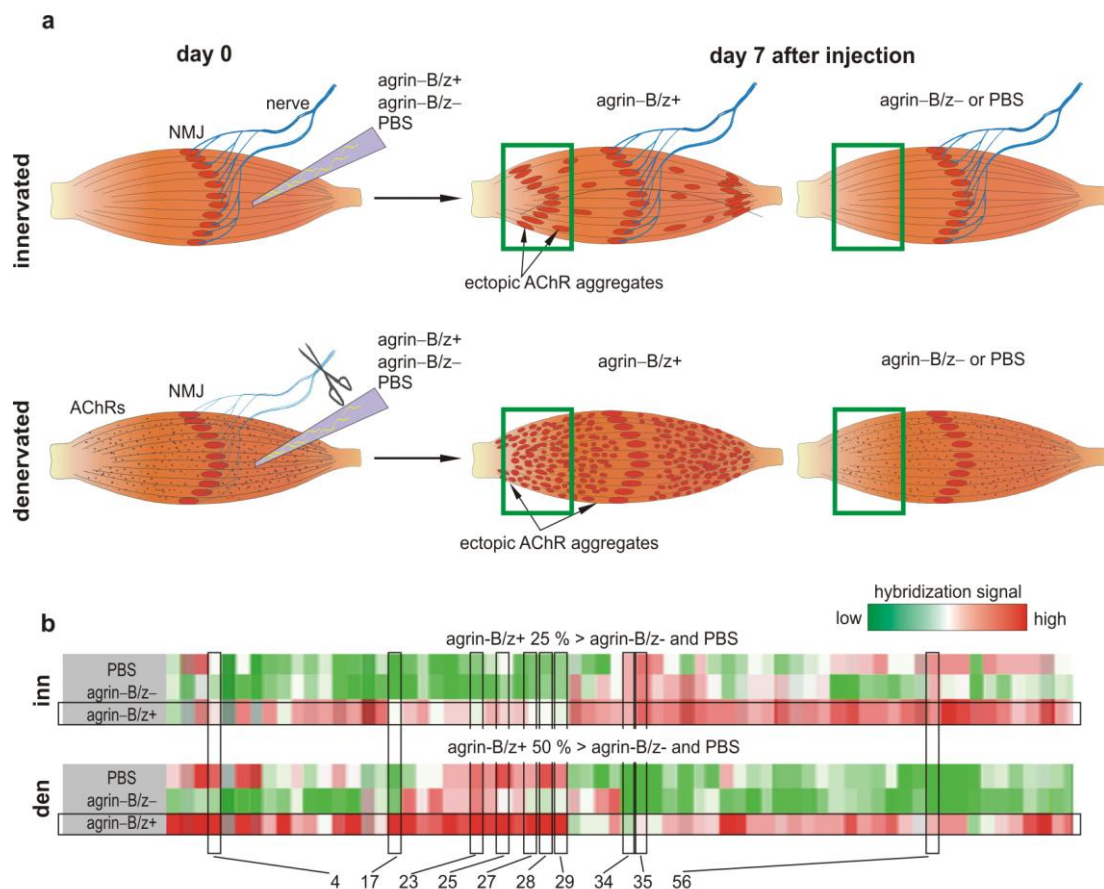 a
day 0
day 7 after injection
innervated
nerve
NMJ
agrin–B/z+
agrin–B/z–
PBS
agrin–B/z+
agrin–B/z– or PBS
ectopic AChR aggregates
denervated
AChRs
NMJ
agrin–B/z+
agrin–B/z–
PBS
agrin–B/z+
agrin–B/z– or PBS
ectopic AChR aggregates
b
hybridization signal
low
high
agrin-B/z+ 25 % > agrin-B/z- and PBS
inn
PBS
agrin–B/z–
agrin–B/z+
agrin-B/z+ 50 % > agrin-B/z- and PBS
den
PBS
agrin–B/z–
agrin–B/z+
4 17 23 25 27 28 29 34 35 56